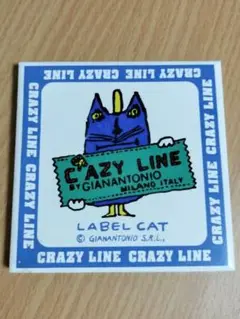 CRAZY LINE CRAZY LINE
CRAZY LINE CRAZY LINE
CRAZY LINE CRAZY LINE
C AZY LINE
BY GIANANTONIO
MILANO ITALY
LABEL CAT
© GIANANTONIO S.R.L.
CRAZY LINE CRAZY LINE